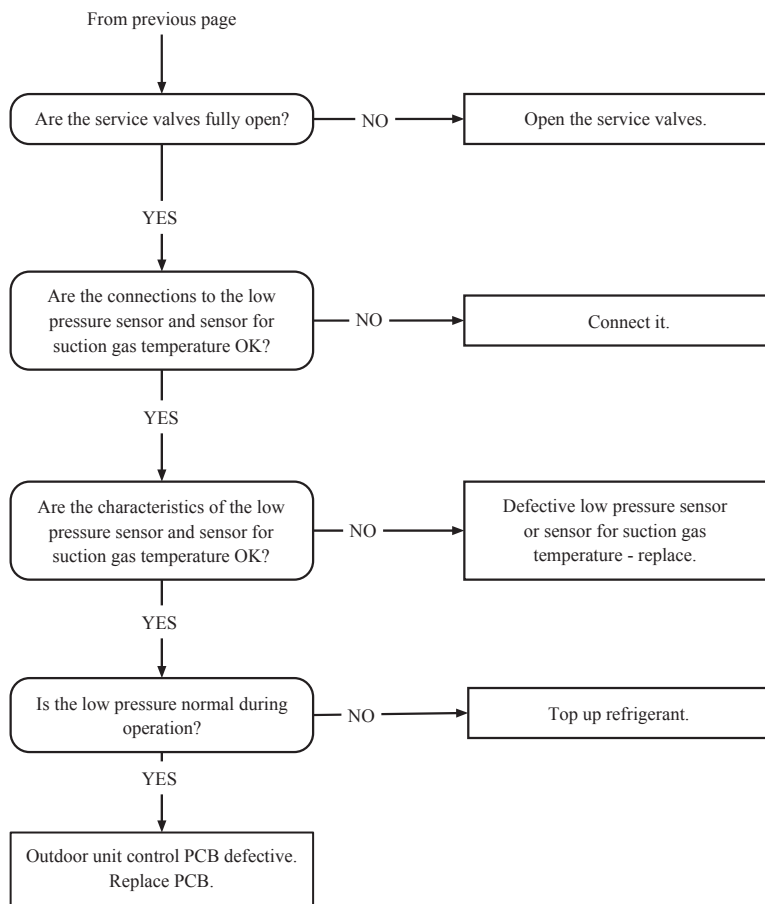 From previous page
Are the service valves fully open?
NO
Open the service valves.
YES
Are the connections to the low
pressure sensor and sensor for
suction gas temperature OK?
NO
Connect it.
YES
Are the characteristics of the low
pressure sensor and sensor for
suction gas temperature OK?
NO
Defective low pressure sensor
or sensor for suction gas
temperature - replace.
YES
Is the low pressure normal during
operation?
NO
Top up refrigerant.
YES
Outdoor unit control PCB defective.
Replace PCB.